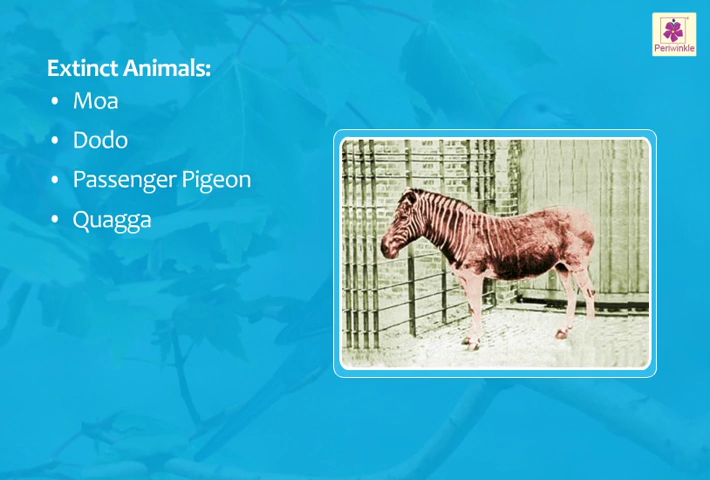 Periwinkle
Extinct Animals:
• Moa
• Dodo
• Passenger Pigeon
• Quagga